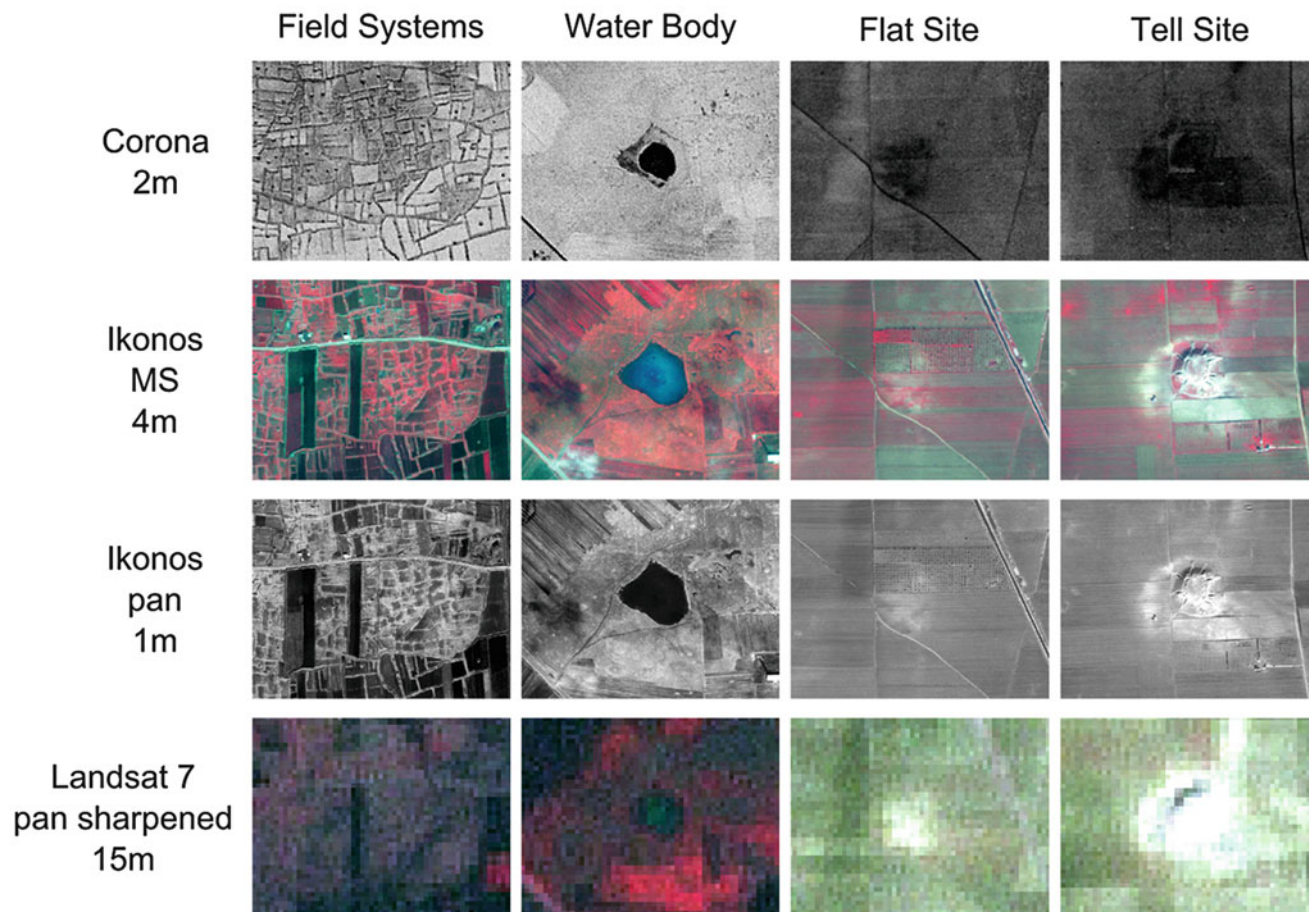 Field Systems Water Body Flat Site Tell Site
Corona
2m
Ikonos
MS
4m
Ikonos
pan
1m
Landsat 7
pan sharpened
15m